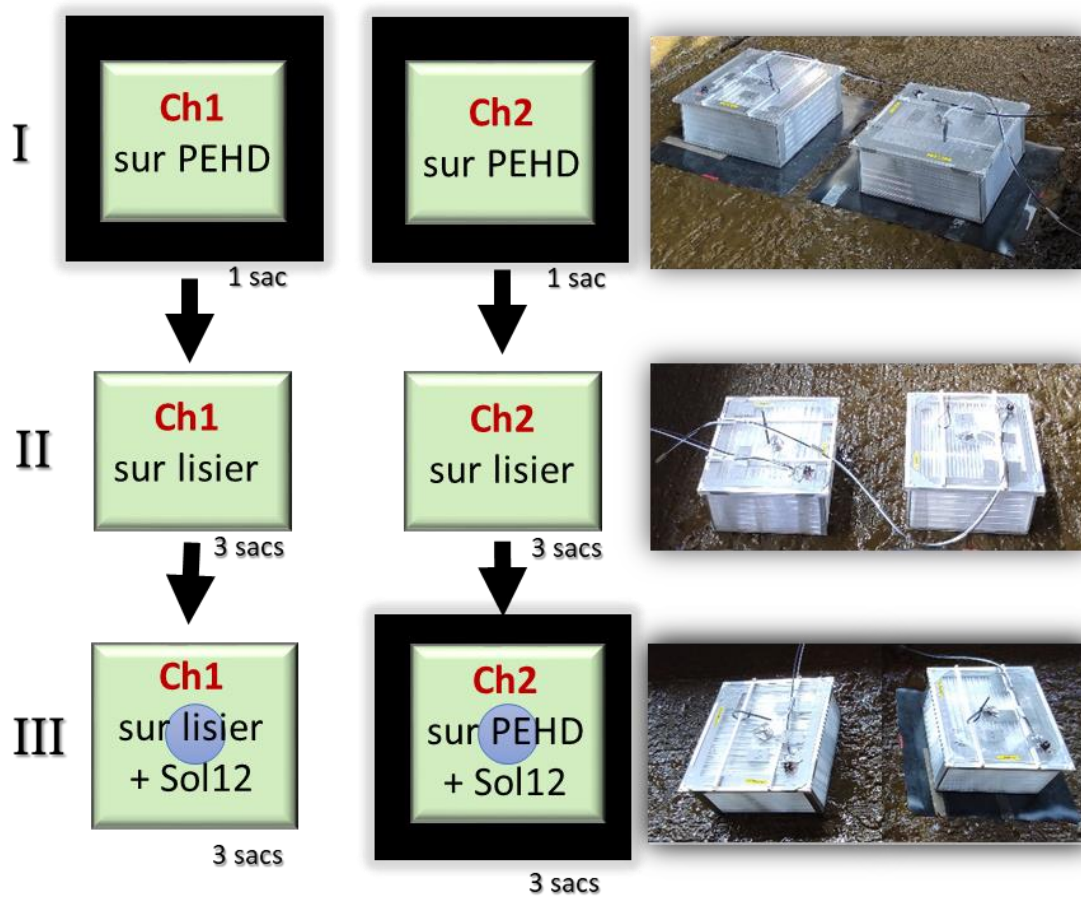 I
Ch1
sur PEHD
1 sac
Ch2
sur PEHD
1 sac
II
Ch1
sur lisier
3 sacs
Ch2
sur lisier
3 sacs
III
Ch1
sur lisier
+ Sol12
3 sacs
Ch2
sur PEHD
+ Sol12
3 sacs